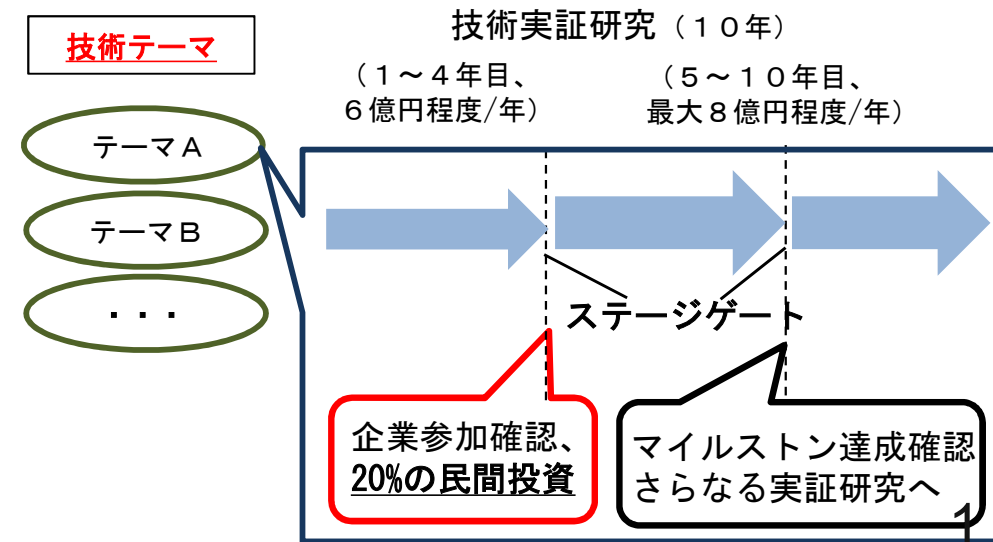 技術テーマ
テーマA
テーマB
・・・
技術実証研究（１０年）
（１～４年目、
６億円程度/年）
（５～１０年目、
最大８億円程度/年）
ステージゲート
企業参加確認、
20%の民間投資
マイルストン達成確認
さらなる実証研究へ
1